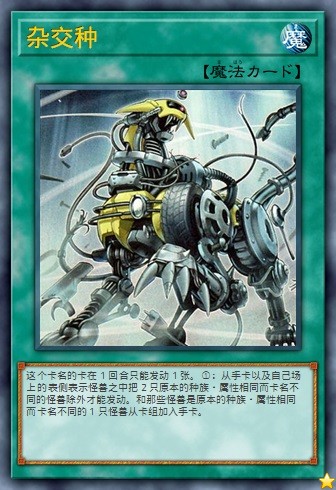 杂交种
魔
【魔法カード】
这个卡名的卡在１回合只能发动１张。①：从手卡以及自己场
上的表侧表示怪兽之中把２只原本的种族・属性相同而卡名不
同的怪兽除外才能发动。和那些怪兽是原本的种族・属性相同
而卡名不同的１只怪兽从卡组加入手卡。